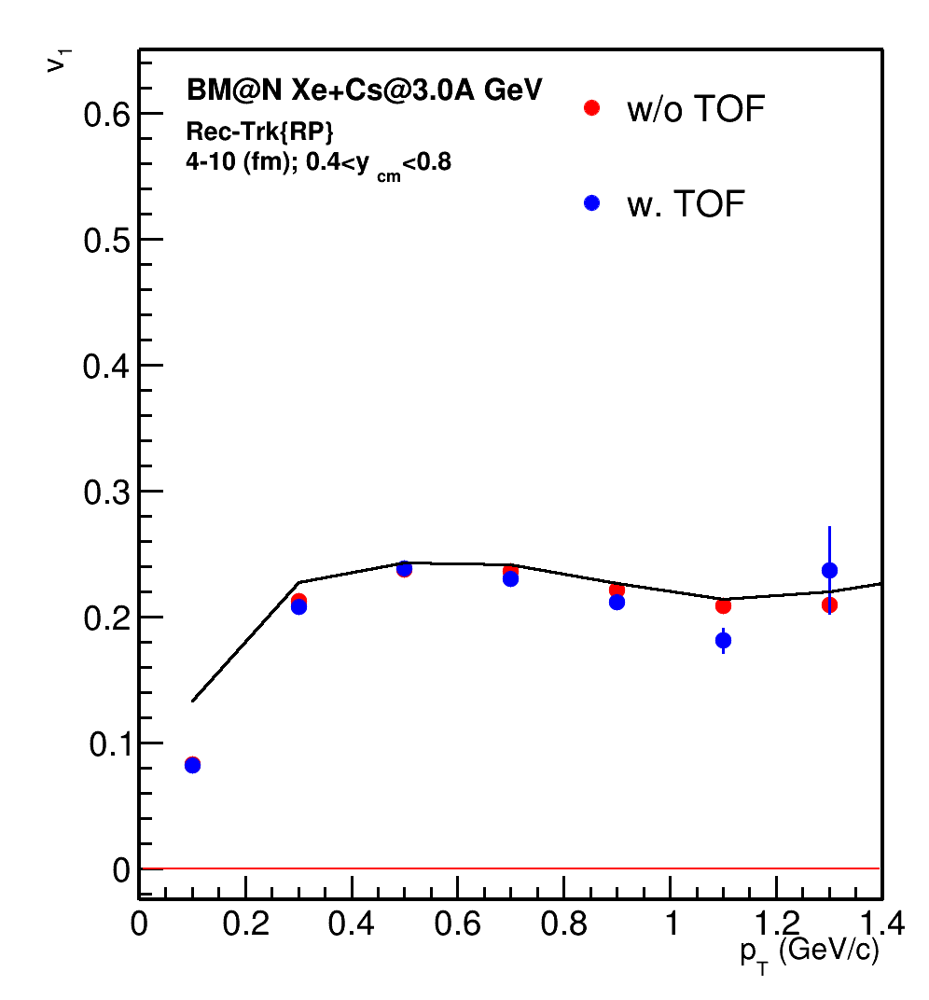 v1
BM@N Xe+Cs@3.0A GeV
Rec-Trk{RP}
4-10 (fm); 0.4<y cm<0.8
w/o TOF
w. TOF
0.6
0.5
0.4
0.3
0.2
0.1
0
0 0.2 0.4 0.6 0.8 1 1.2 1.4
pT (GeV/c)